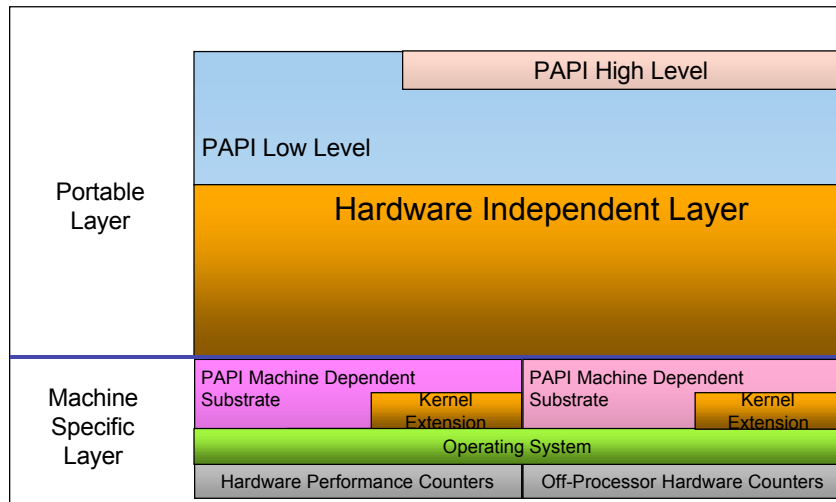 PAPI High Level
PAPI Low Level
Portable
Layer
Hardware Independent Layer
Machine
Specific
Layer
PAPI Machine Dependent
Substrate
Kernel
Extension
PAPI Machine Dependent
Substrate
Kernel
Extension
Operating System
Hardware Performance Counters
Off-Processor Hardware Counters